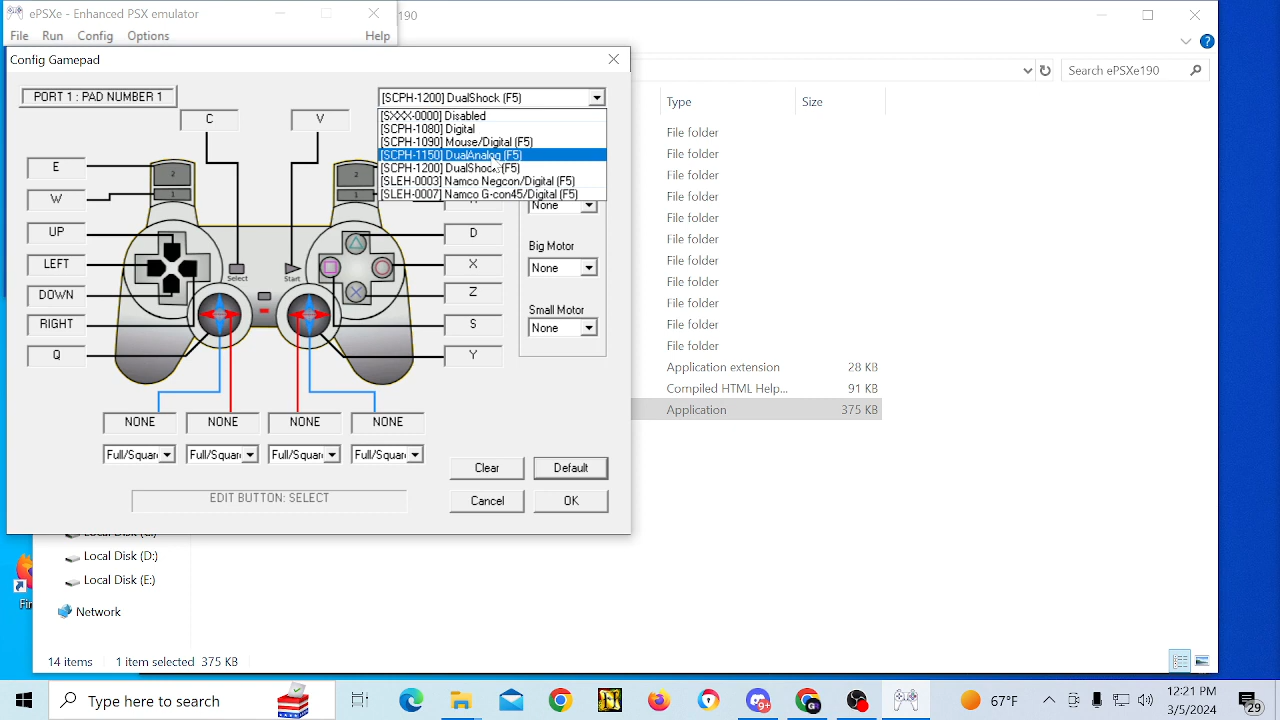 ePSXe - Enhanced PSX emulator
190
File Run Config Options Help
Config Gamepad
Search ePSXe190
PORT 1 : PAD NUMBER 1
[SCPH-1200] DualShock (F5)
Type
Size
C
V
[SXXX-0000] Disabled
[SCPH-1080] Digital
[SCPH-1090] Mouse/Digital (F5)
[SCPH-1150] DualAnalog (F5)
[SCPH-1200] DualShock (F5)
[SLEH-0003] Namco Negcon/Digital (F5)
[SLEH-0007] Namco G-con45/Digital (F5)
File folder
File folder
File folder
File folder
File folder
File folder
File folder
File folder
File folder
File folder
File folder
Application extension 28 KB
Compiled HTML Help... 91 KB
Application 375 KB
E
2
2
W
1
1
None
UP
D
Big Motor
LEFT
X
None
Select
Start
DOWN
Z
Small Motor
RIGHT
S
None
Q
Y
NONE NONE NONE NONE
Full/Squar Full/Squar Full/Squar Full/Squar
Clear Default
EDIT BUTTON: SELECT
Cancel OK
Local Disk (D:)
Local Disk (E:)
Network
14 items 1 item selected 375 KB
Type here to search
9+
G
67°F
12:21 PM
3/5/2024
29